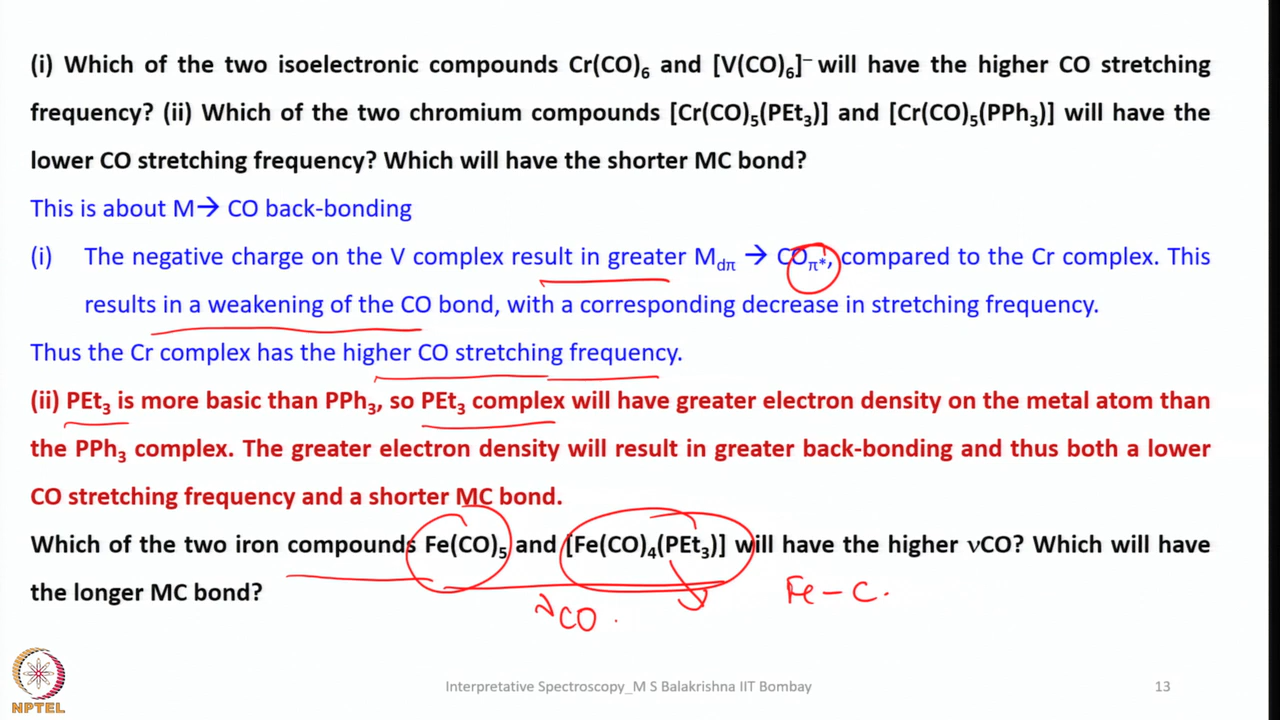 (i) Which of the two isoelectronic compounds Cr(CO)₆ and [V(CO)₆]⁻ will have the higher CO stretching
frequency? (ii) Which of the two chromium compounds [Cr(CO)₅(PEt₃)] and [Cr(CO)₅(PPh₃)] will have the
lower CO stretching frequency? Which will have the shorter MC bond?
This is about M→ CO back-bonding
(i) The negative charge on the V complex result in greater M_dπ → CO_π*, compared to the Cr complex. This
results in a weakening of the CO bond, with a corresponding decrease in stretching frequency.
Thus the Cr complex has the higher CO stretching frequency.
(ii) PEt₃ is more basic than PPh₃, so PEt₃ complex will have greater electron density on the metal atom than
the PPh₃ complex. The greater electron density will result in greater back-bonding and thus both a lower
CO stretching frequency and a shorter MC bond.
Which of the two iron compounds Fe(CO)₅ and [Fe(CO)₄(PEt₃)] will have the higher νCO? Which will have
the longer MC bond?
Fe – C.
νCO
Interpretative Spectroscopy_M S Balakrishna IIT Bombay
13
NPTEL